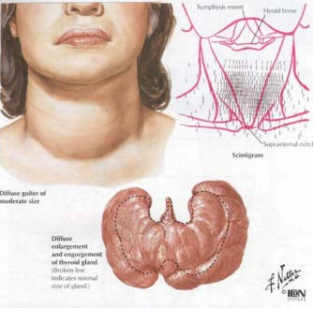 Symphysis menti
Hyoid bone
Suprasternal notch
Scintigram
Diffuse goiter of
moderate size
Diffuse
enlargement
and engorgement
of thyroid gland
(Broken line
indicates normal
size of gland.)
F. Netter